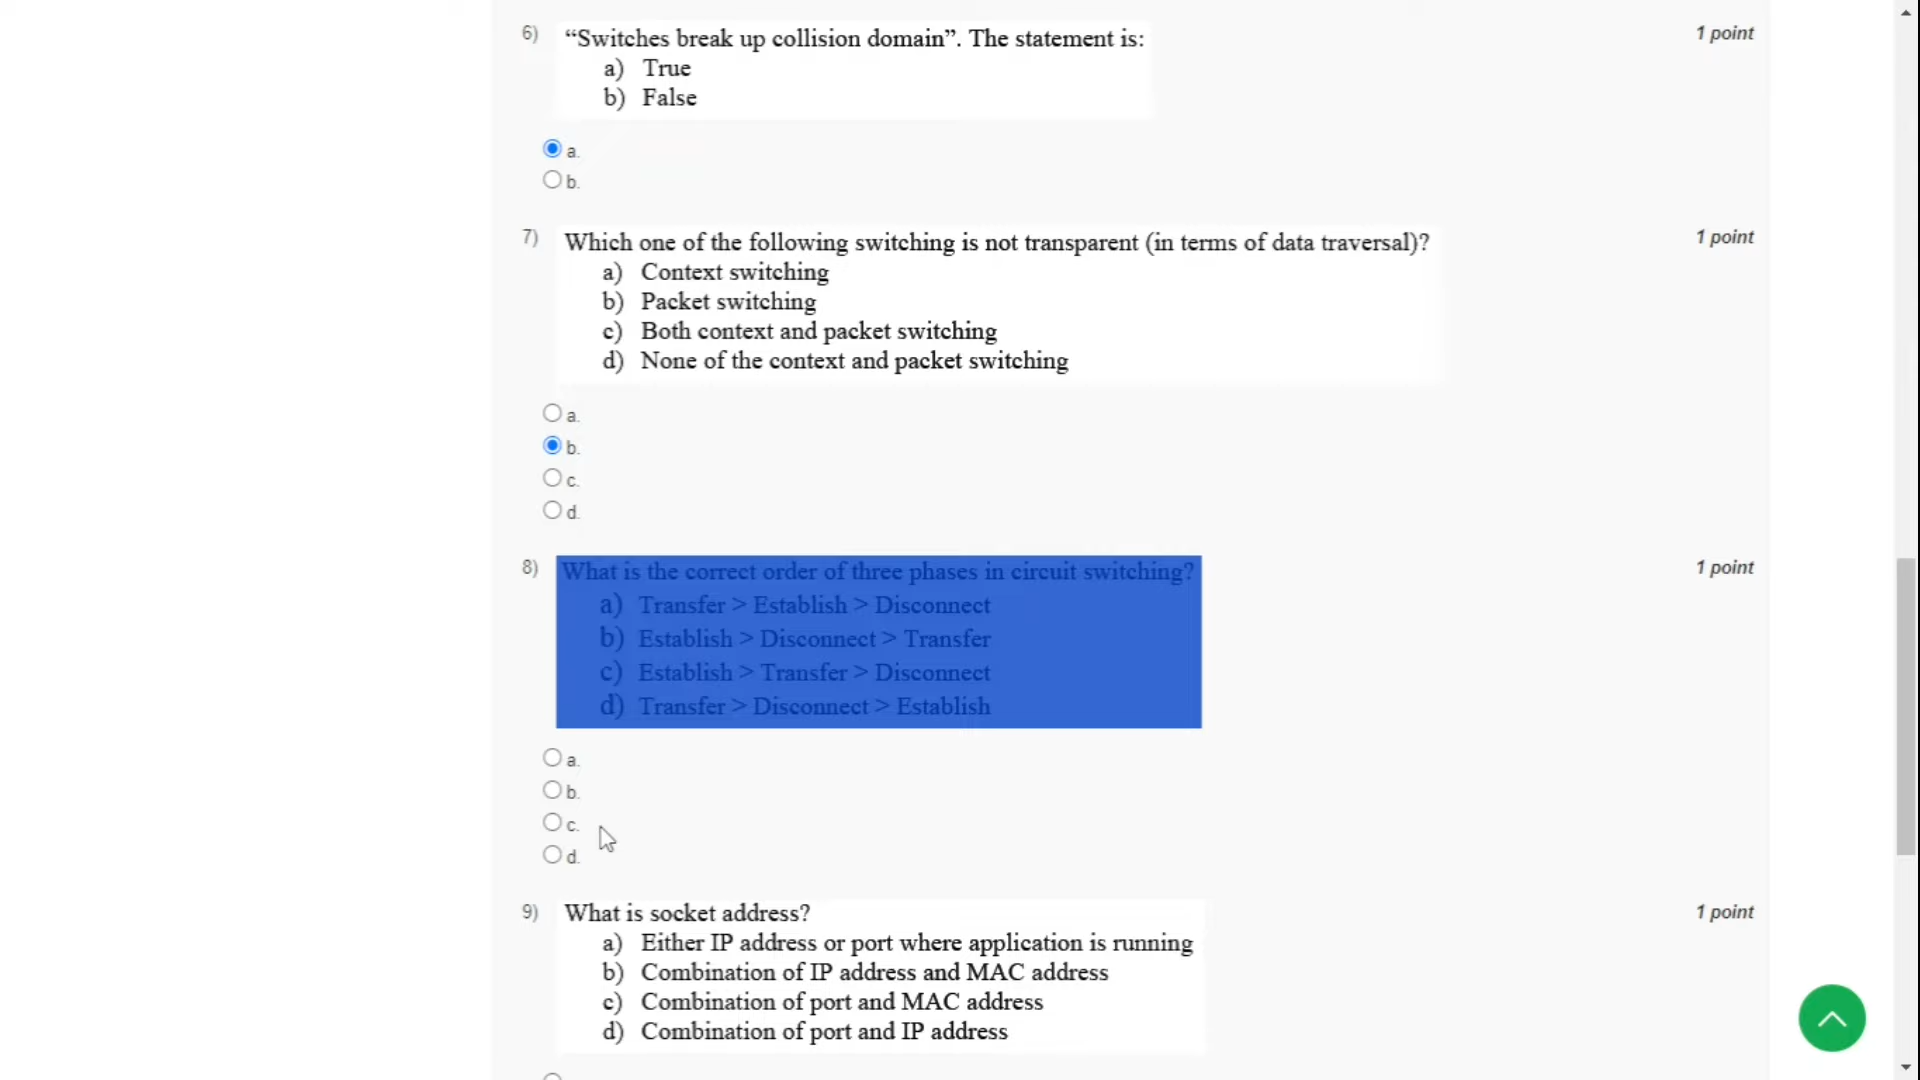 6) “Switches break up collision domain”. The statement is: 1 point
a) True
b) False
a.
b.
7) Which one of the following switching is not transparent (in terms of data traversal)? 1 point
a) Context switching
b) Packet switching
c) Both context and packet switching
d) None of the context and packet switching
a.
b.
c.
d.
8) What is the correct order of three phases in circuit switching? 1 point
a) Transfer > Establish > Disconnect
b) Establish > Disconnect > Transfer
c) Establish > Transfer > Disconnect
d) Transfer > Disconnect > Establish
a.
b.
c.
d.
9) What is socket address? 1 point
a) Either IP address or port where application is running
b) Combination of IP address and MAC address
c) Combination of port and MAC address
d) Combination of port and IP address